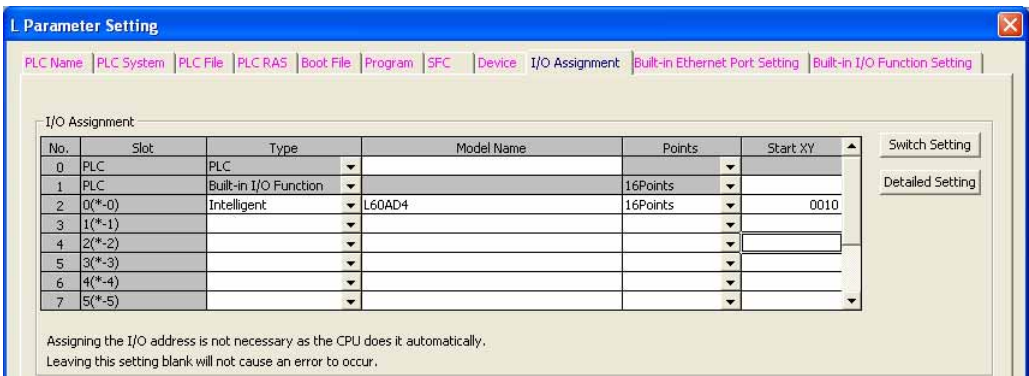 L Parameter Setting
PLC Name PLC System PLC File PLC RAS Boot File Program SFC Device I/O Assignment Built-in Ethernet Port Setting Built-in I/O Function Setting
I/O Assignment
No. Slot Type Model Name Points Start XY
Switch Setting
0 PLC PLC
1 PLC Built-in I/O Function 16Points
Detailed Setting
2 0(*-0) Intelligent L60AD4 16Points 0010
3 1(*-1)
4 2(*-2)
5 3(*-3)
6 4(*-4)
7 5(*-5)
Assigning the I/O address is not necessary as the CPU does it automatically.
Leaving this setting blank will not cause an error to occur.